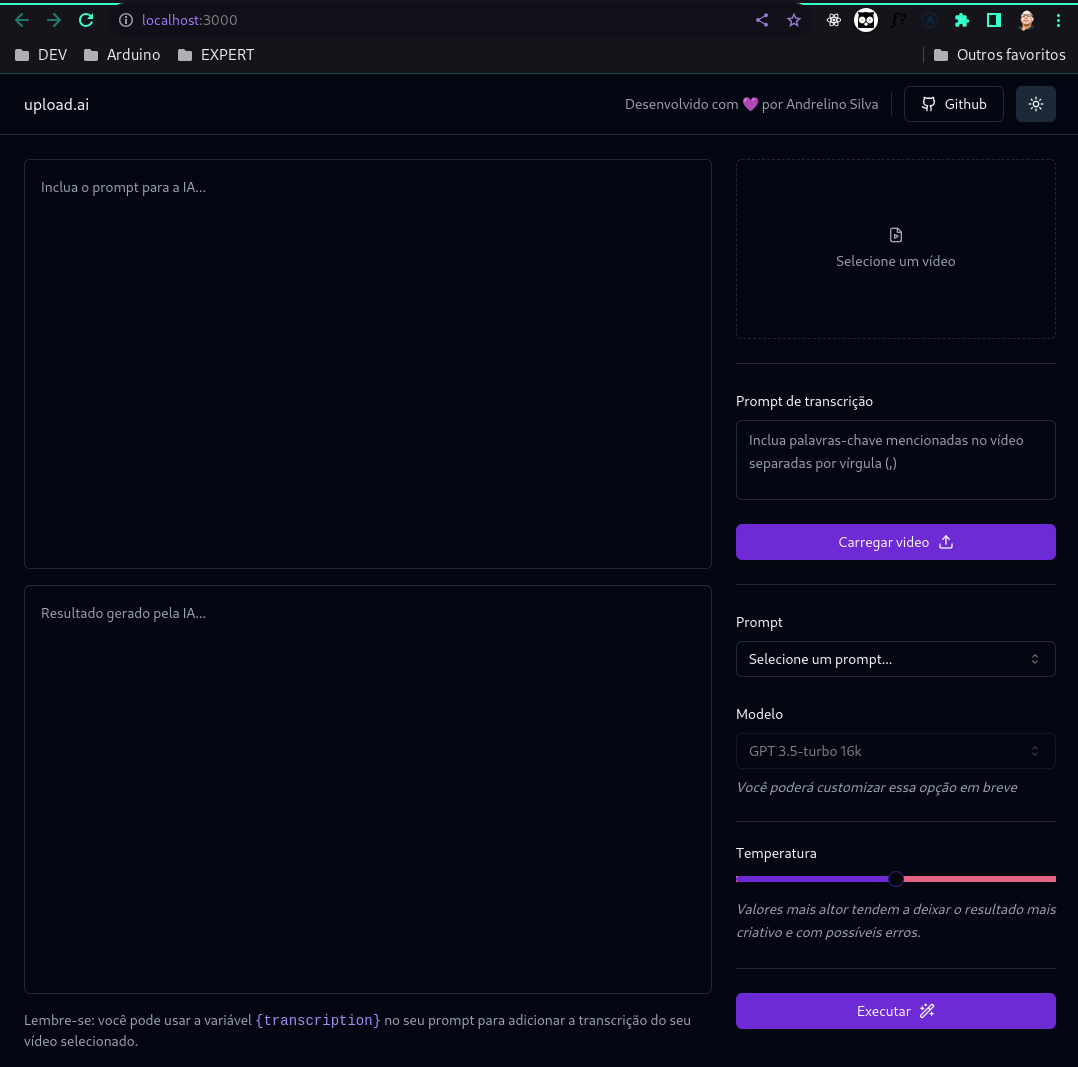 localhost:3000
DEV Arduino EXPERT Outros favoritos
upload.ai
Desenvolvido com 💜 por Andrelino Silva
Github
Inclua o prompt para a IA...
Resultado gerado pela IA...
Lembre-se: você pode usar a variável {transcription} no seu prompt para adicionar a transcrição do seu
vídeo selecionado.
Selecione um vídeo
Prompt de transcrição
Inclua palavras-chave mencionadas no vídeo
separadas por vírgula (,)
Carregar video
Prompt
Selecione um prompt...
Modelo
GPT 3.5-turbo 16k
Você poderá customizar essa opção em breve
Temperatura
Valores mais altor tendem a deixar o resultado mais
criativo e com possíveis erros.
Executar